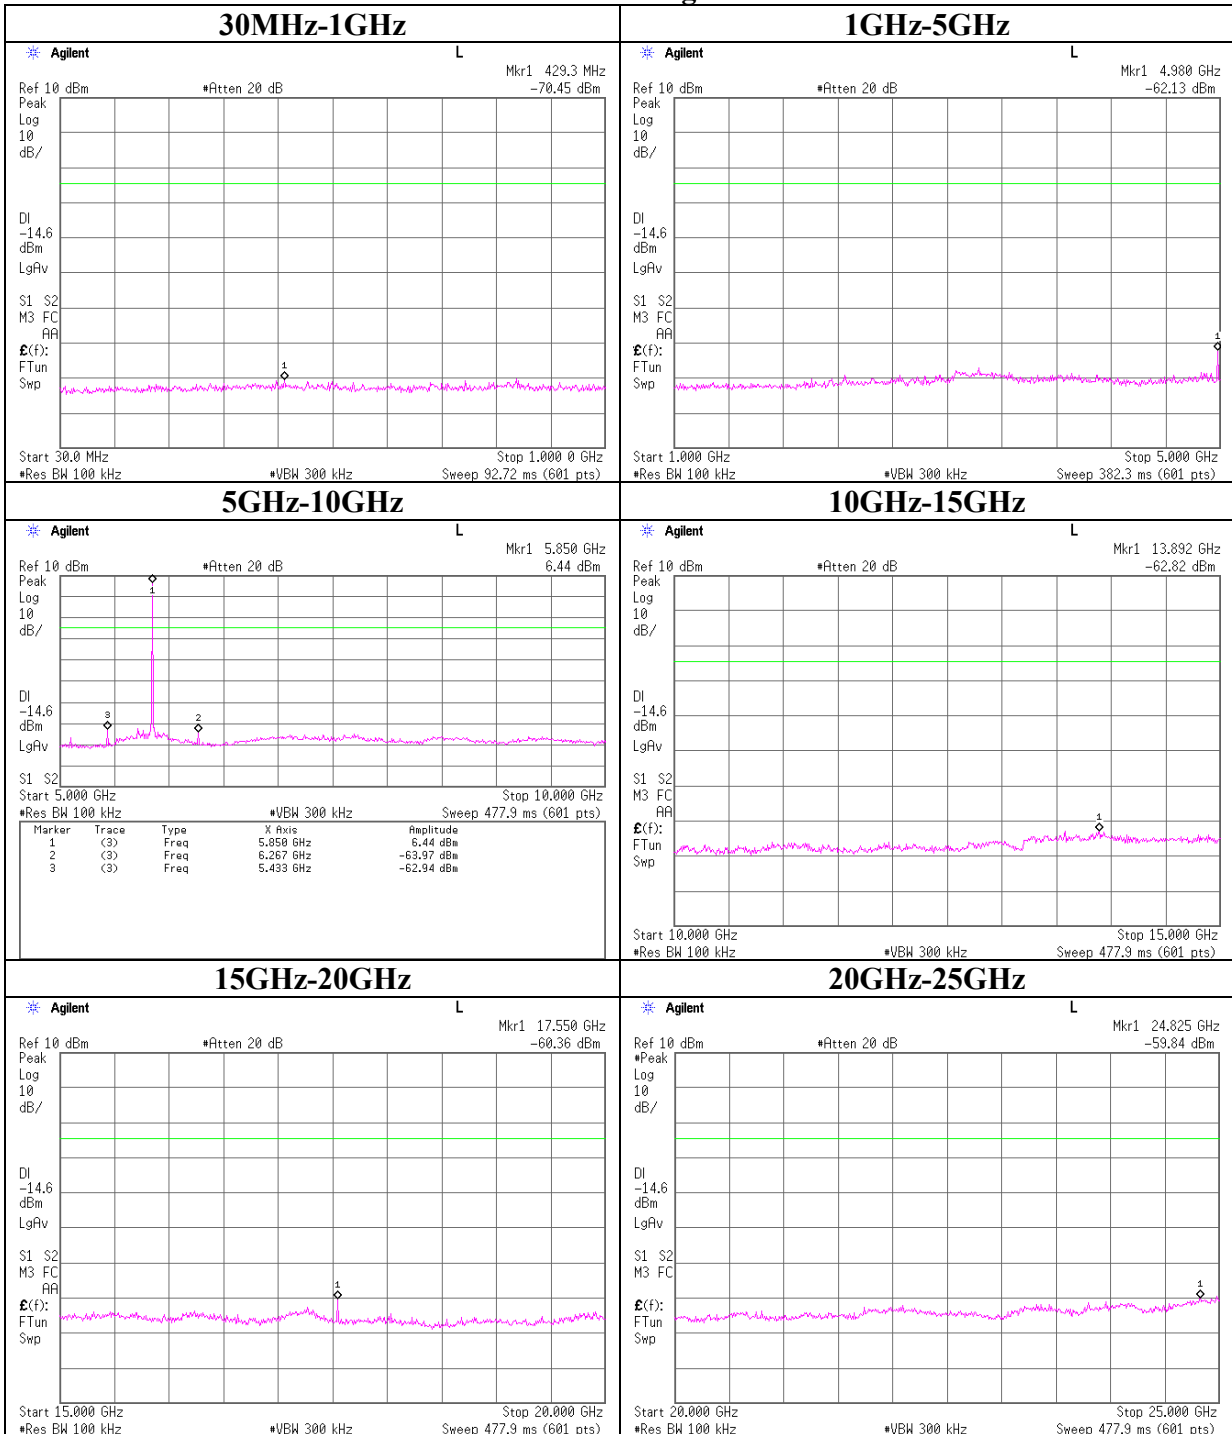 30MHz-1GHz
Agilent
L
Mkr1 429.3 MHz
Ref 10 dBm #Atten 20 dB -70.45 dBm
Peak
Log
10
dB/
DI
-14.6
dBm
LgAv
S1 S2
M3 FC
AA
£(f):
FTun
Swp
1
Start 30.0 MHz Stop 1.000 0 GHz
#Res BW 100 kHz #VBW 300 kHz Sweep 92.72 ms (601 pts)
1GHz-5GHz
Agilent
L
Mkr1 4.980 GHz
Ref 10 dBm #Atten 20 dB -62.13 dBm
Peak
Log
10
dB/
DI
-14.6
dBm
LgAv
S1 S2
M3 FC
AA
£(f):
FTun
Swp
1
Start 1.000 GHz Stop 5.000 GHz
#Res BW 100 kHz #VBW 300 kHz Sweep 382.3 ms (601 pts)
5GHz-10GHz
Agilent
L
Mkr1 5.850 GHz
Ref 10 dBm #Atten 20 dB 6.44 dBm
Peak
Log
10
dB/
DI
-14.6
dBm
LgAv
S1 S2
1
3
2
Start 5.000 GHz Stop 10.000 GHz
#Res BW 100 kHz #VBW 300 kHz Sweep 477.9 ms (601 pts)
Marker Trace Type X Axis Amplitude
1 (3) Freq 5.850 GHz 6.44 dBm
2 (3) Freq 6.267 GHz -63.97 dBm
3 (3) Freq 5.433 GHz -62.94 dBm
10GHz-15GHz
Agilent
L
Mkr1 13.892 GHz
Ref 10 dBm #Atten 20 dB -62.82 dBm
Peak
Log
10
dB/
DI
-14.6
dBm
LgAv
S1 S2
M3 FC
AA
£(f):
FTun
Swp
1
Start 10.000 GHz Stop 15.000 GHz
#Res BW 100 kHz #VBW 300 kHz Sweep 477.9 ms (601 pts)
15GHz-20GHz
Agilent
L
Mkr1 17.550 GHz
Ref 10 dBm #Atten 20 dB -60.36 dBm
Peak
Log
10
dB/
DI
-14.6
dBm
LgAv
S1 S2
M3 FC
AA
£(f):
FTun
Swp
1
Start 15.000 GHz Stop 20.000 GHz
#Res BW 100 kHz #VBW 300 kHz Sweep 477.9 ms (601 pts)
20GHz-25GHz
Agilent
L
Mkr1 24.825 GHz
Ref 10 dBm #Atten 20 dB -59.84 dBm
#Peak
Log
10
dB/
DI
-14.6
dBm
LgAv
S1 S2
M3 FC
AA
£(f):
FTun
Swp
1
Start 20.000 GHz Stop 25.000 GHz
#Res BW 100 kHz #VBW 300 kHz Sweep 477.9 ms (601 pts)